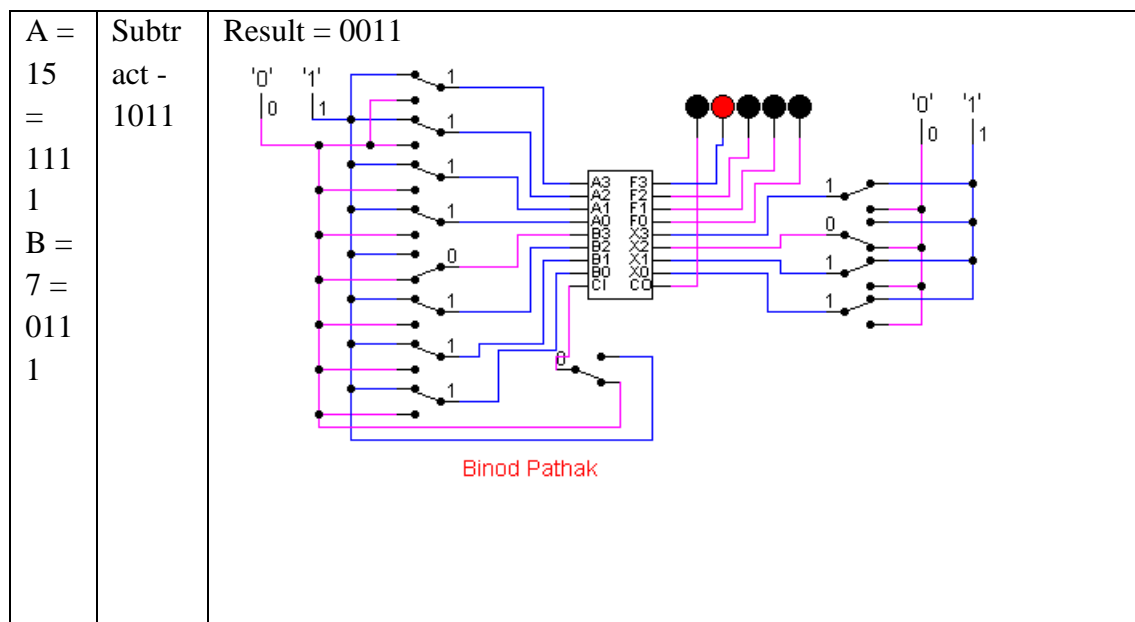 A =
15
=
111
1
B =
7 =
011
1
Subtr
act -
1011
Result = 0011
'0' '1'
0 1
1
1
1
1
0
1
1
1
A3 F3
A2 F2
A1 F1
A0 F0
B3 X3
B2 X2
B1 X1
B0 X0
CI CO
0
'0' '1'
0 1
1
0
1
1
Binod Pathak